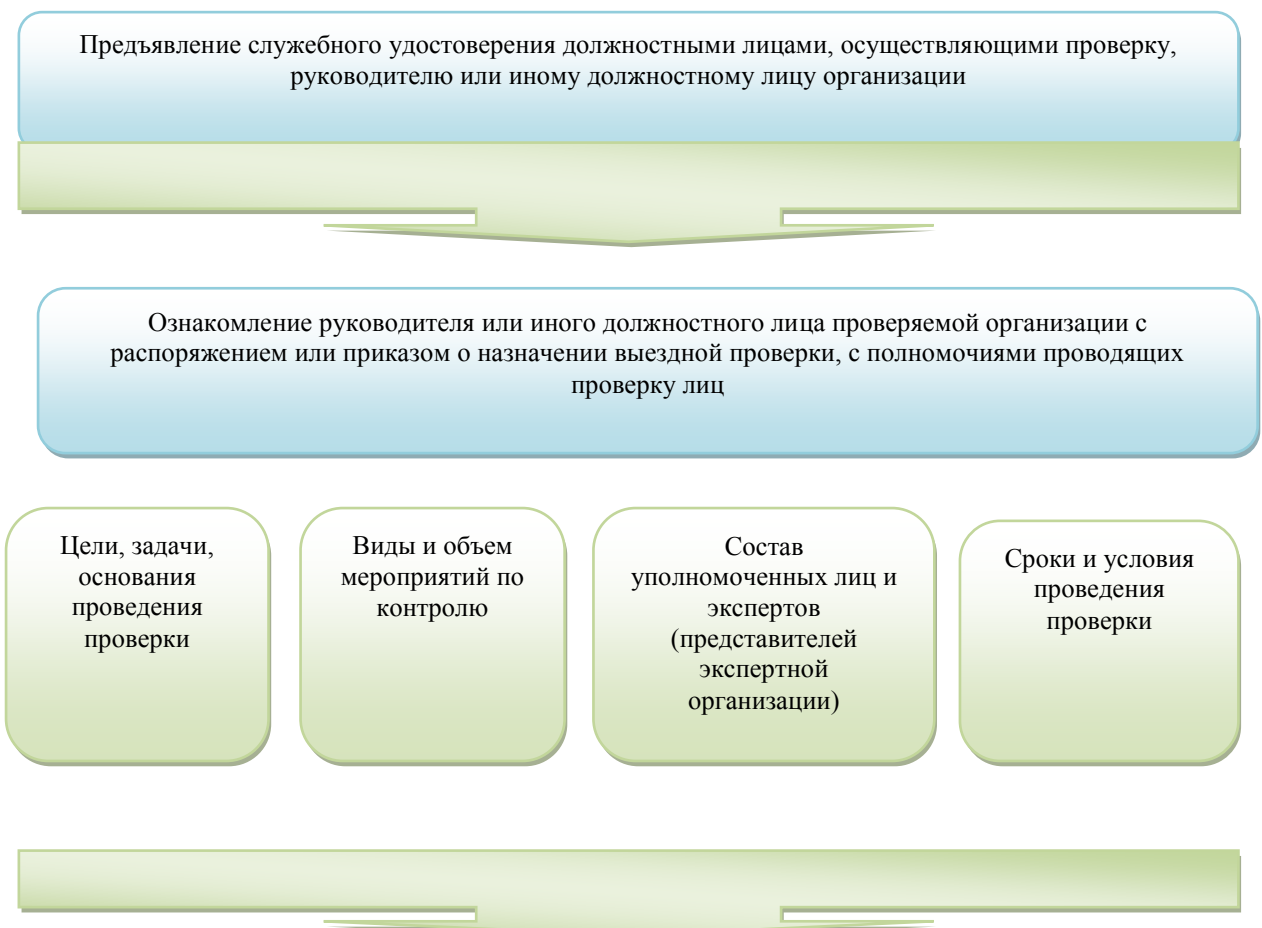 Предъявление служебного удостоверения должностными лицами, осуществляющими проверку,
руководителю или иному должностному лицу организации
Ознакомление руководителя или иного должностного лица проверяемой организации с
распоряжением или приказом о назначении выездной проверки, с полномочиями проводящих
проверку лиц
Цели, задачи,
основания
проведения
проверки
Виды и объем
мероприятий по
контролю
Состав
уполномоченных лиц и
экспертов
(представителей
экспертной
организации)
Сроки и условия
проведения
проверки